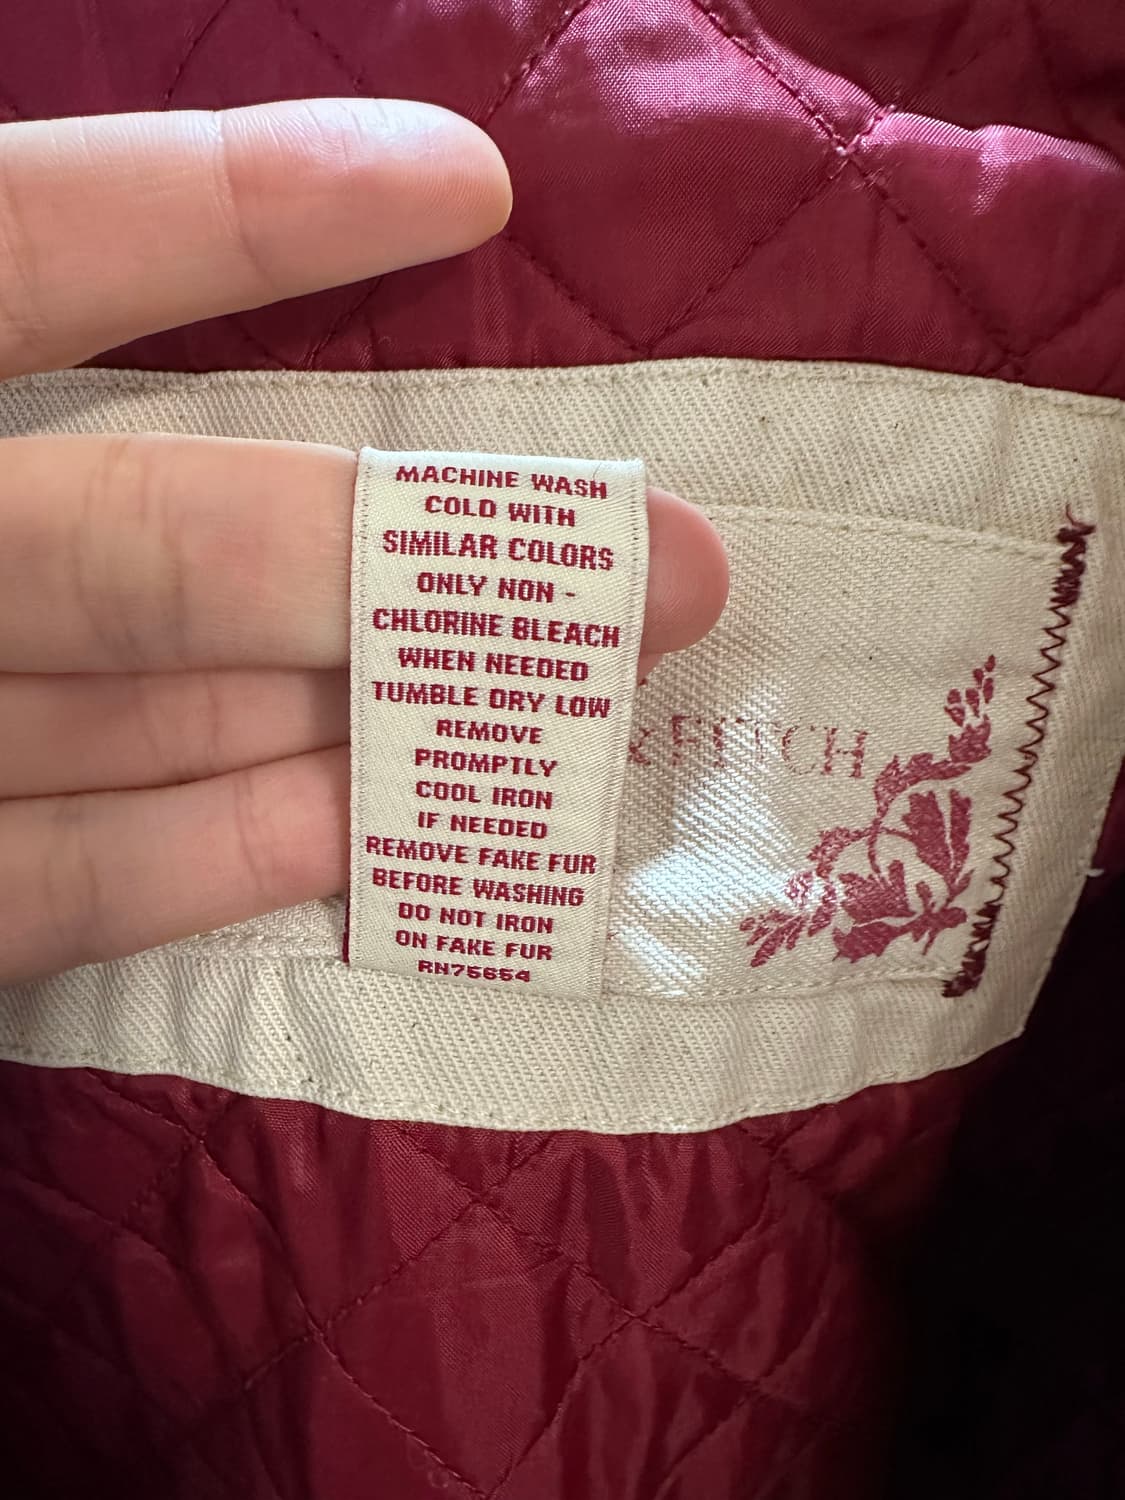 MACHINE WASH
COLD WITH
SIMILAR COLORS
ONLY NON -
CHLORINE BLEACH
WHEN NEEDED
TUMBLE DRY LOW
REMOVE
PROMPTLY
COOL IRON
IF NEEDED
REMOVE FAKE FUR
BEFORE WASHING
DO NOT IRON
ON FAKE FUR
RN75654
& FITCH